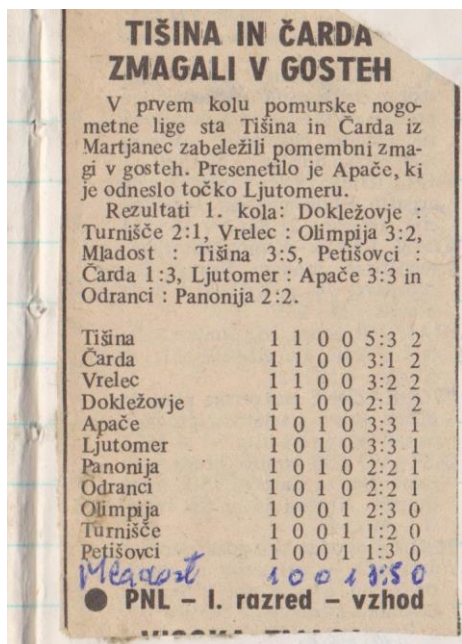 TIŠINA IN ČARDA
ZMAGALI V GOSTEH
V prvem kolu pomurske nogo-
metne lige sta Tišina in Čarda iz
Martjanec zabeležili pomembni zma-
gi v gosteh. Presenetilo je Apače, ki
je odneslo točko Ljutomeru.
Rezultati 1. kola: Dokležovje :
Turnišče 2:1, Vrelec : Olimpija 3:2,
Mladost : Tišina 3:5, Petišovci :
Čarda 1:3, Ljutomer : Apače 3:3 in
Odranci : Panonija 2:2.
Tišina 1 1 0 0 5:3 2
Čarda 1 1 0 0 3:1 2
Vrelec 1 1 0 0 3:2 2
Dokležovje 1 1 0 0 2:1 2
Apače 1 0 1 0 3:3 1
Ljutomer 1 0 1 0 3:3 1
Panonija 1 0 1 0 2:2 1
Odranci 1 0 1 0 2:2 1
Olimpija 1 0 0 1 2:3 0
Turnišče 1 0 0 1 1:2 0
Petišovci 1 0 0 1 1:3 0
Mladost 1 0 0 1 3:5 0
● PNL – I. razred – vzhod